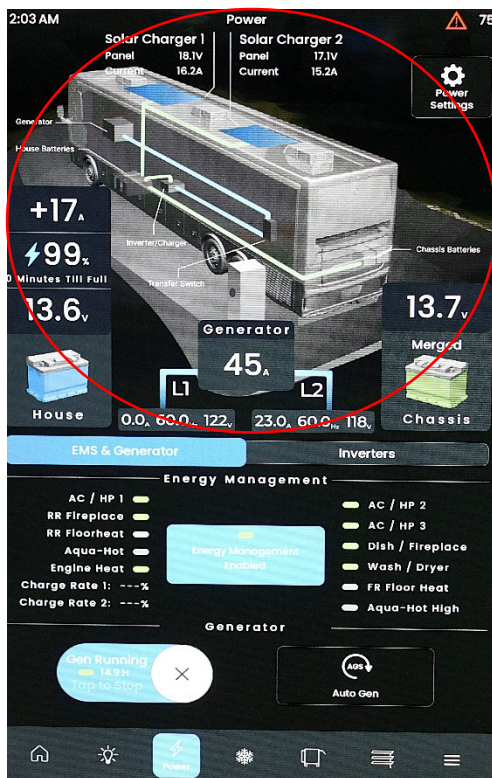 2:03 AM
Power
75
Solar Charger 1
Panel 18.1V
Current 16.2A
Solar Charger 2
Panel 17.1V
Current 15.2A
Power
Settings
Generator
House Batteries
Inverter/Charger
Transfer Switch
Chassis Batteries
+17A
99%
0 Minutes Till Full
13.6V
House
13.7V
Merged
Chassis
Generator
45A
L1
L2
0.0A 60.0Hz 122V
23.0A 60.0Hz 118V
EMS & Generator
Inverters
Energy Management
AC / HP 1
RR Fireplace
RR Floorheat
Aqua-Hot
Engine Heat
Charge Rate 1: ---%
Charge Rate 2: ---%
Energy Management
Enabled
AC / HP 2
AC / HP 3
Dish / Fireplace
Wash / Dryer
FR Floor Heat
Aqua-Hot High
Generator
Gen Running
14.9 H
Tap to Stop
AGS
Auto Gen
Power